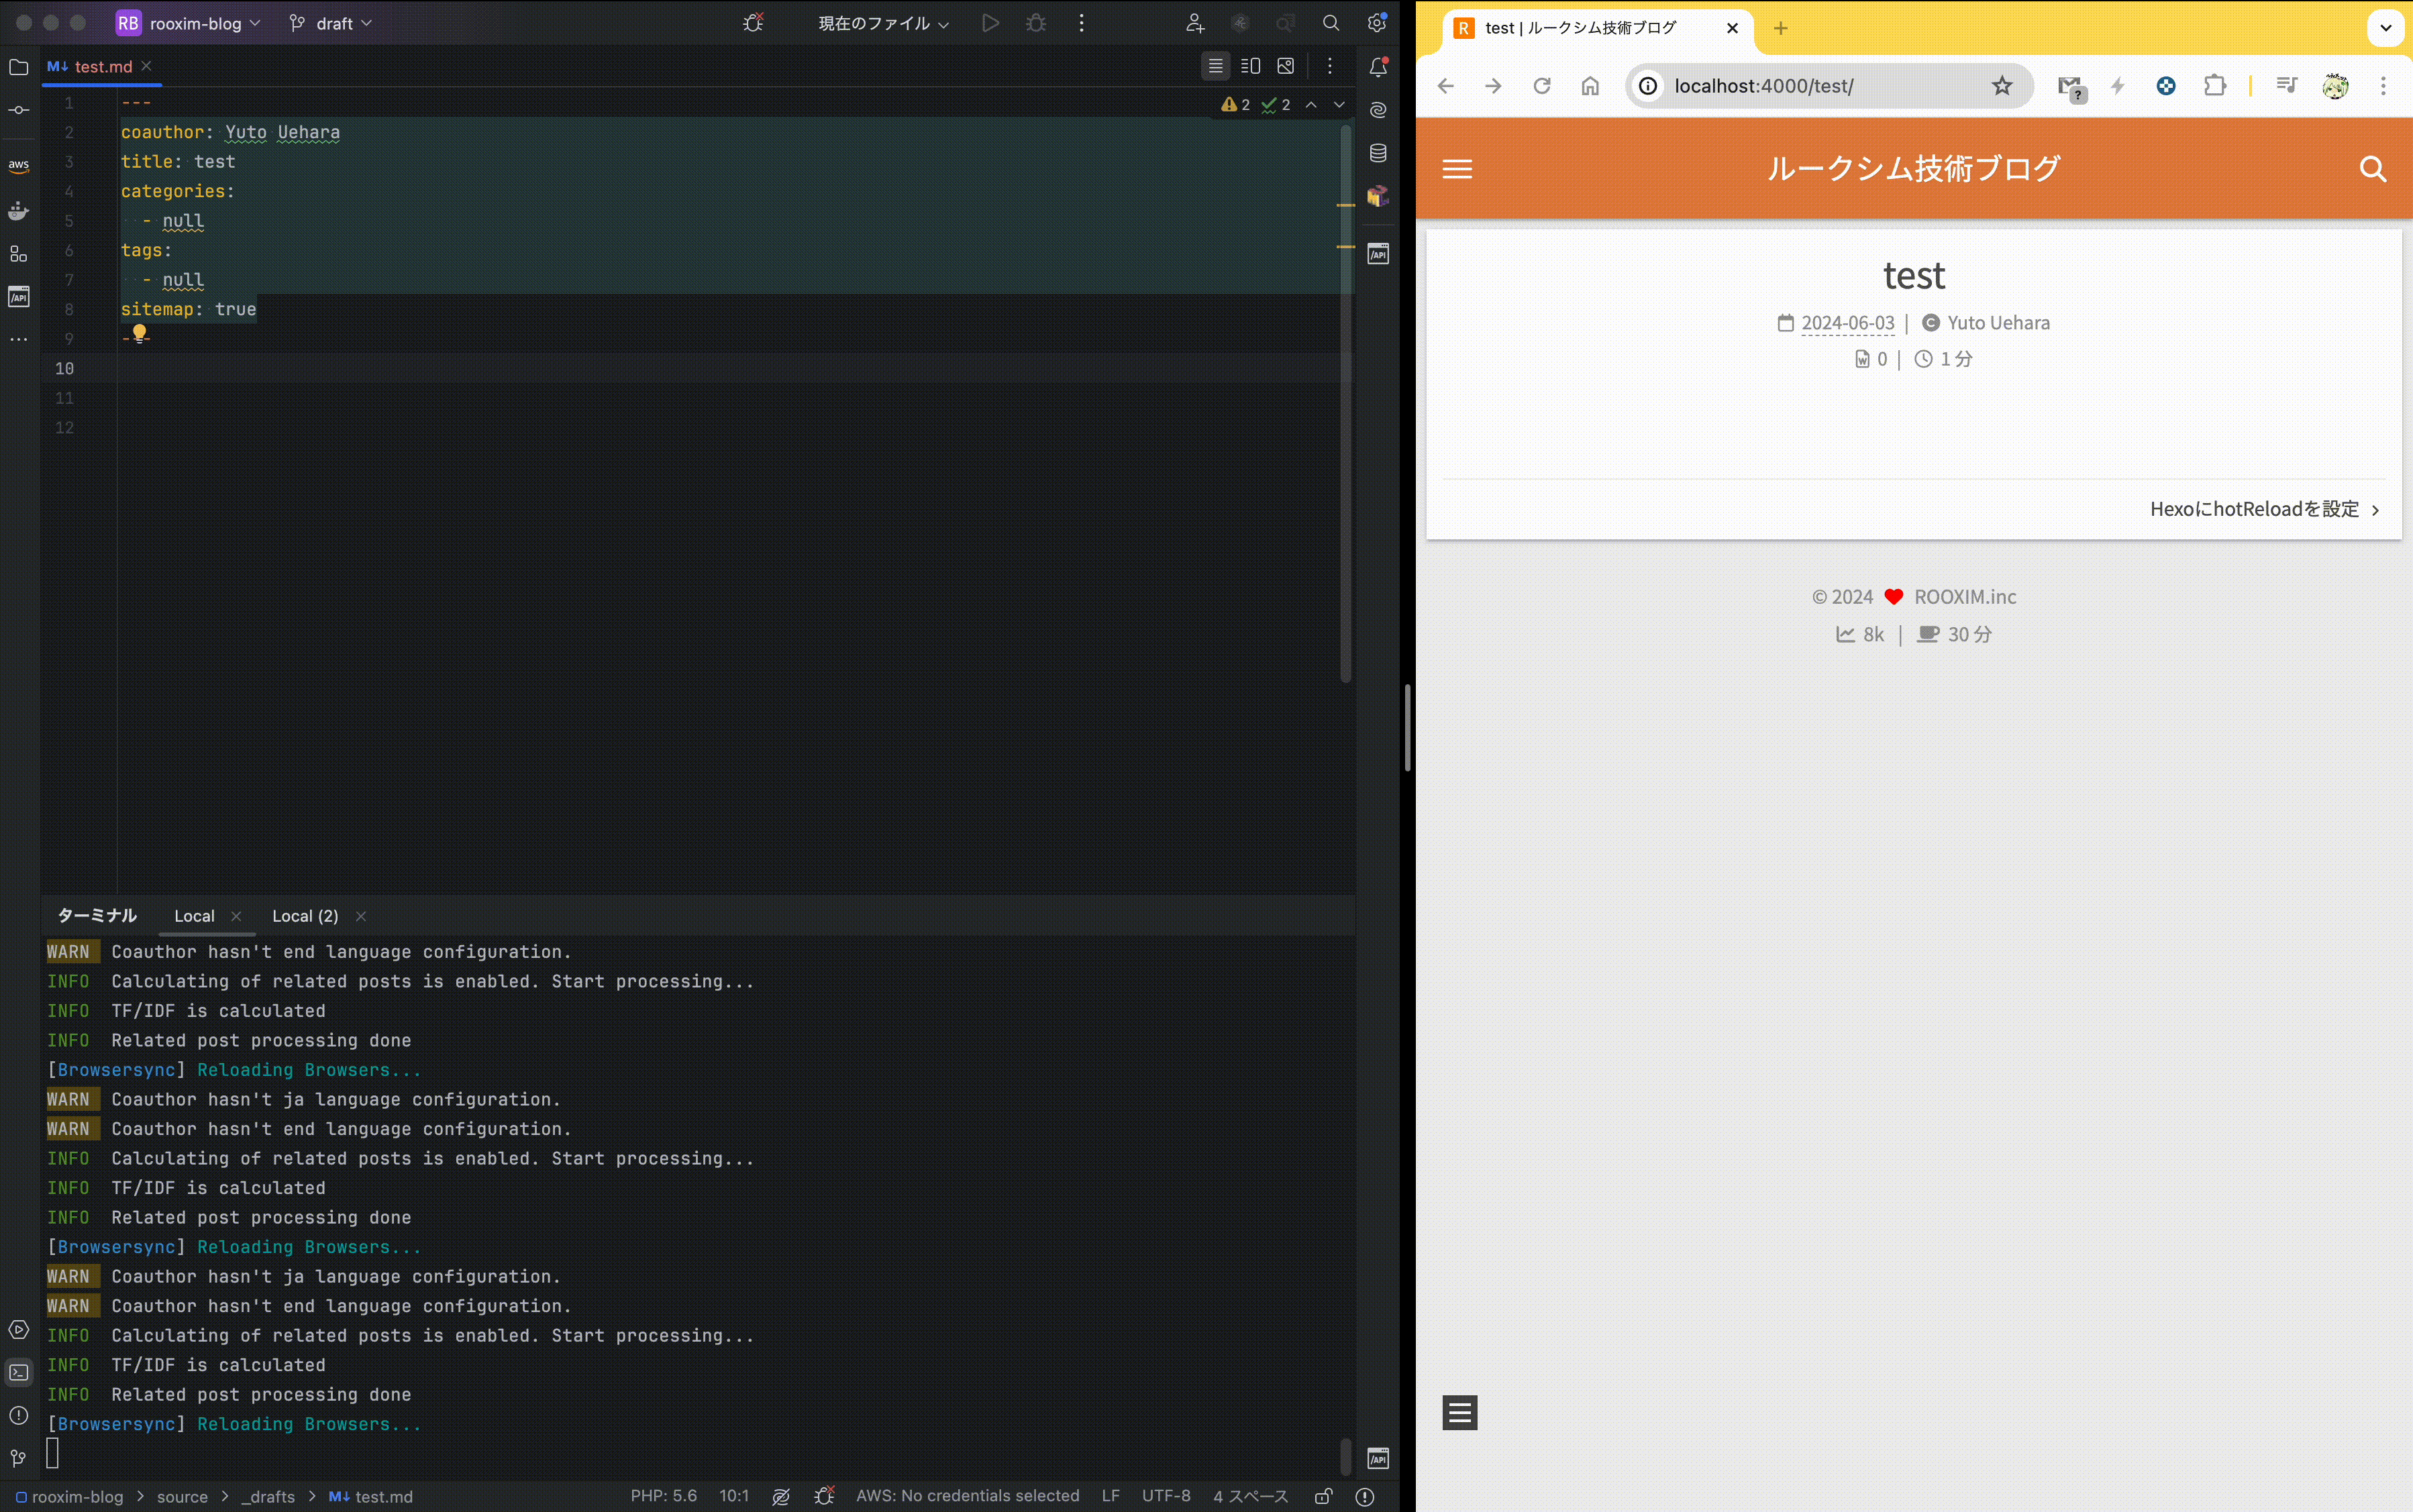 RB rooxim-blog draft 現在のファイル
M↓ test.md
1 ---
2 coauthor: Yuto Uehara
3 title: test
4 categories:
5 - null
6 tags:
7 - null
8 sitemap: true
9 ---
10
11
12
2 2
aws
/API
/API
ターミナル Local Local (2)
WARN Coauthor hasn't end language configuration.
INFO Calculating of related posts is enabled. Start processing...
INFO TF/IDF is calculated
INFO Related post processing done
[Browsersync] Reloading Browsers...
WARN Coauthor hasn't ja language configuration.
WARN Coauthor hasn't end language configuration.
INFO Calculating of related posts is enabled. Start processing...
INFO TF/IDF is calculated
INFO Related post processing done
[Browsersync] Reloading Browsers...
WARN Coauthor hasn't ja language configuration.
WARN Coauthor hasn't end language configuration.
INFO Calculating of related posts is enabled. Start processing...
INFO TF/IDF is calculated
INFO Related post processing done
[Browsersync] Reloading Browsers...
/API
rooxim-blog > source > _drafts > M↓ test.md PHP: 5.6 10:1 AWS: No credentials selected LF UTF-8 4 スペース
R test | ルークシム技術ブログ
localhost:4000/test/
ルークシム技術ブログ
test
2024-06-03 | Yuto Uehara
0 | 1 分
HexoにhotReloadを設定
© 2024 ROOXIM.inc
8k | 30 分